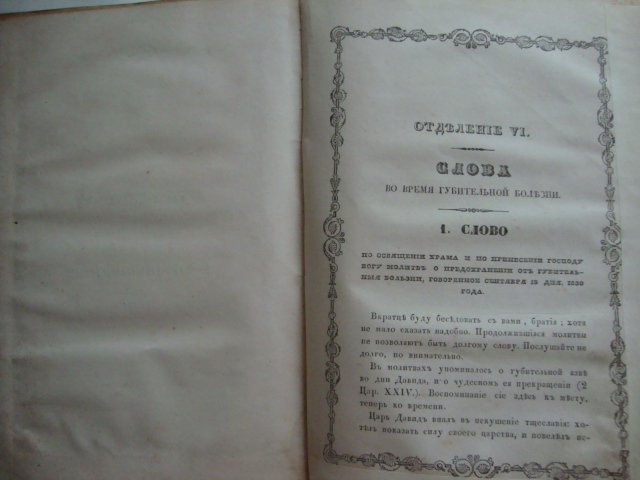 ОТДѢЛЕНІЕ VI.
СЛОВА
ВО ВРЕМЯ ГУБИТЕЛЬНОЙ БОЛѢЗНИ.
1. СЛОВО
ПО ОСВЯЩЕНІИ ХРАМА И ПО ПРИНЕСЕНІИ ГОСПОДУ
БОГУ МОЛИТВЪ О ПРЕДОХРАНЕНІИ ОТЪ ГУБИТЕЛЬ-
НЫЯ БОЛѢЗНИ, ГОВОРЕННОЕ СЕНТЯБРЯ 18 ДНЯ, 1830
ГОДА.
Вкратцѣ буду бесѣдовать съ вами, братія; хотя
не мало сказать надобно. Продолжившіяся молитвы
не позволяютъ быть долгому слову. Послушайте не
долго, но внимательно.
Въ молитвахъ упоминалось о губительной язвѣ
во дни Давида, и о чудесномъ ея превращеніи (2
Цар. XXIV.). Воспоминаніе сіе здѣсь къ мѣсту,
теперь ко времени.
Царь Давидъ впалъ въ искушеніе тщеславія: хо-
тѣлъ показать силу своего царства, и повелѣлъ ис-